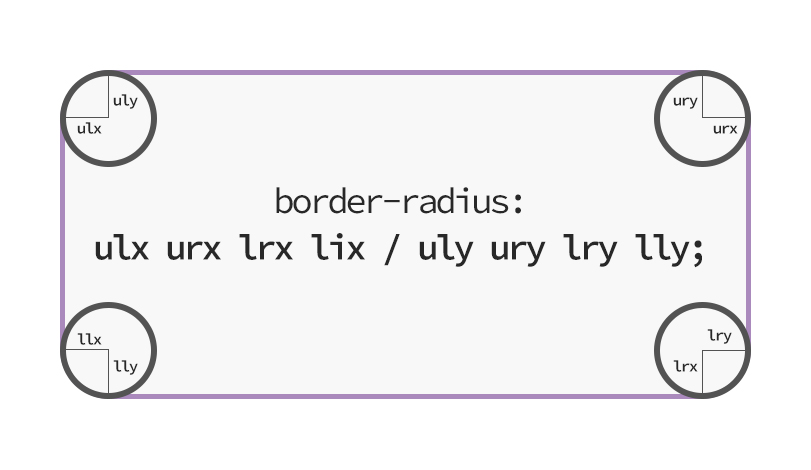 uly
ulx
ury
urx
border-radius:
ulx urx lrx lix / uly ury lry lly;
llx
lly
lry
lrx